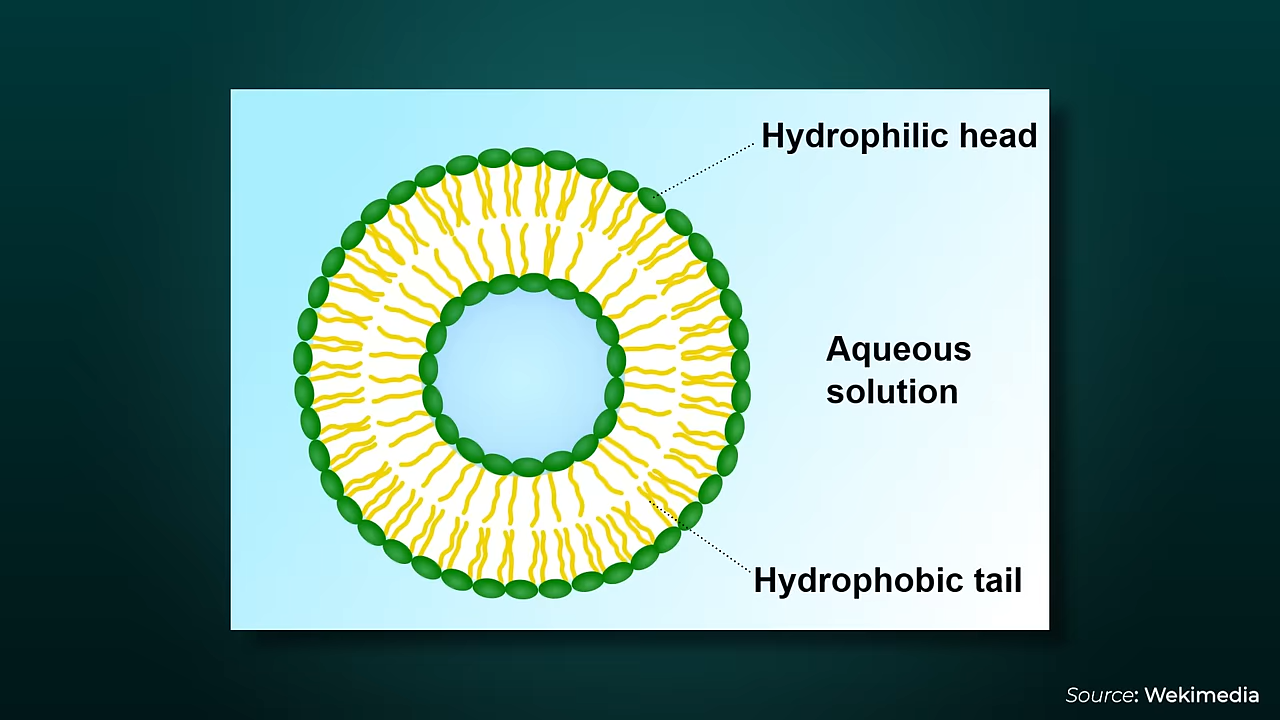 Hydrophilic head
Aqueous
solution
Hydrophobic tail
Source: Wekimedia